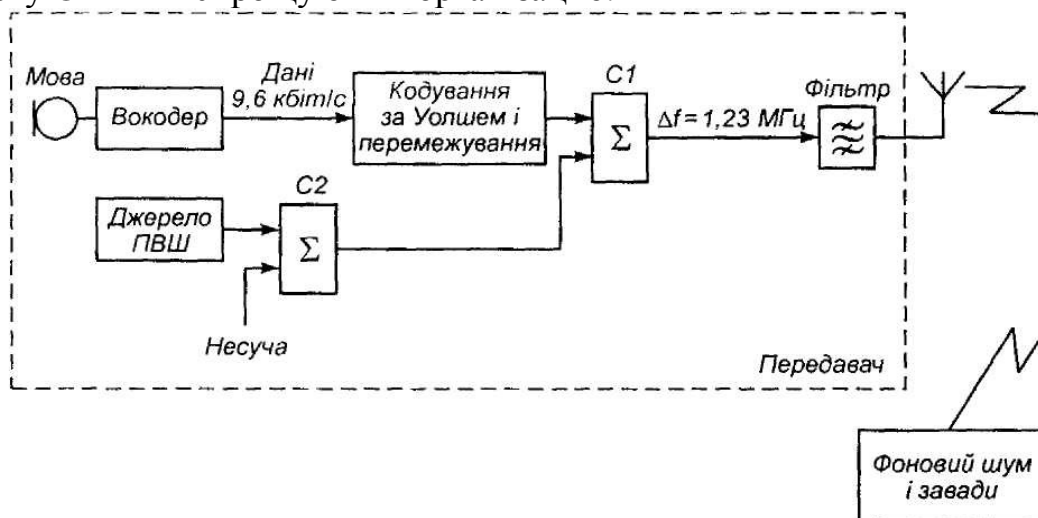 Мова
Вокодер
Дані
9,6 кбіт/с
Кодування
за Уолшем і
перемежування
C1
Σ
Δf = 1,23 МГц
Фільтр
Джерело
ПВШ
C2
Σ
Несуча
Передавач
Фоновий шум
і завади